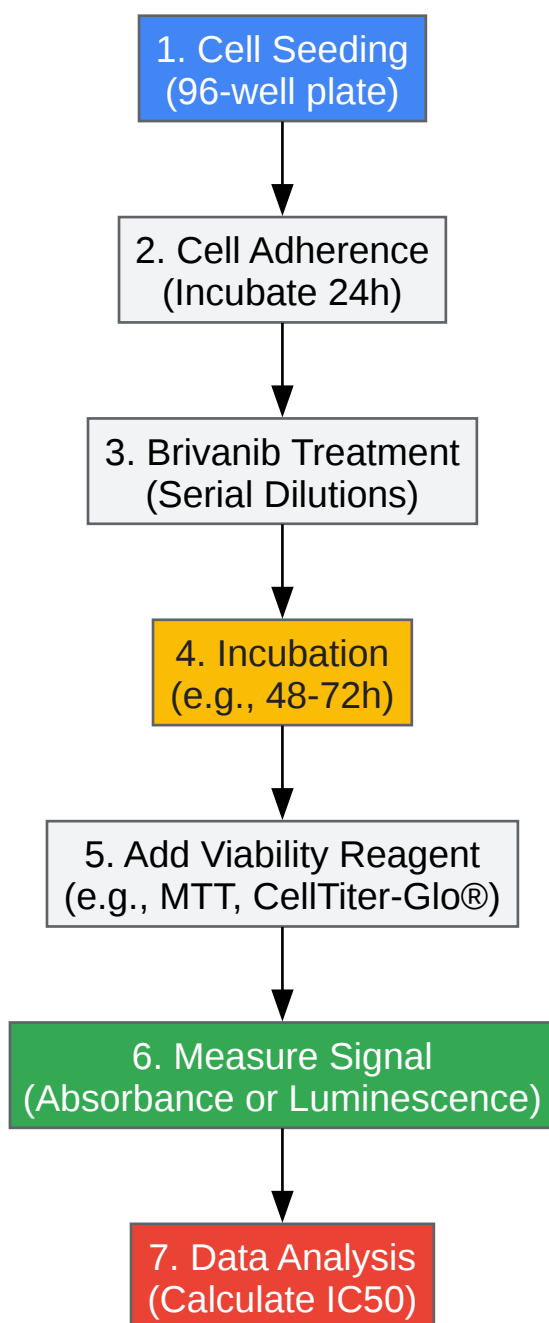 1. Cell Seeding
(96-well plate)
2. Cell Adherence
(Incubate 24h)
3. Brivanib Treatment
(Serial Dilutions)
4. Incubation
(e.g., 48-72h)
5. Add Viability Reagent
(e.g., MTT, CellTiter-Glo®)
6. Measure Signal
(Absorbance or Luminescence)
7. Data Analysis
(Calculate IC50)